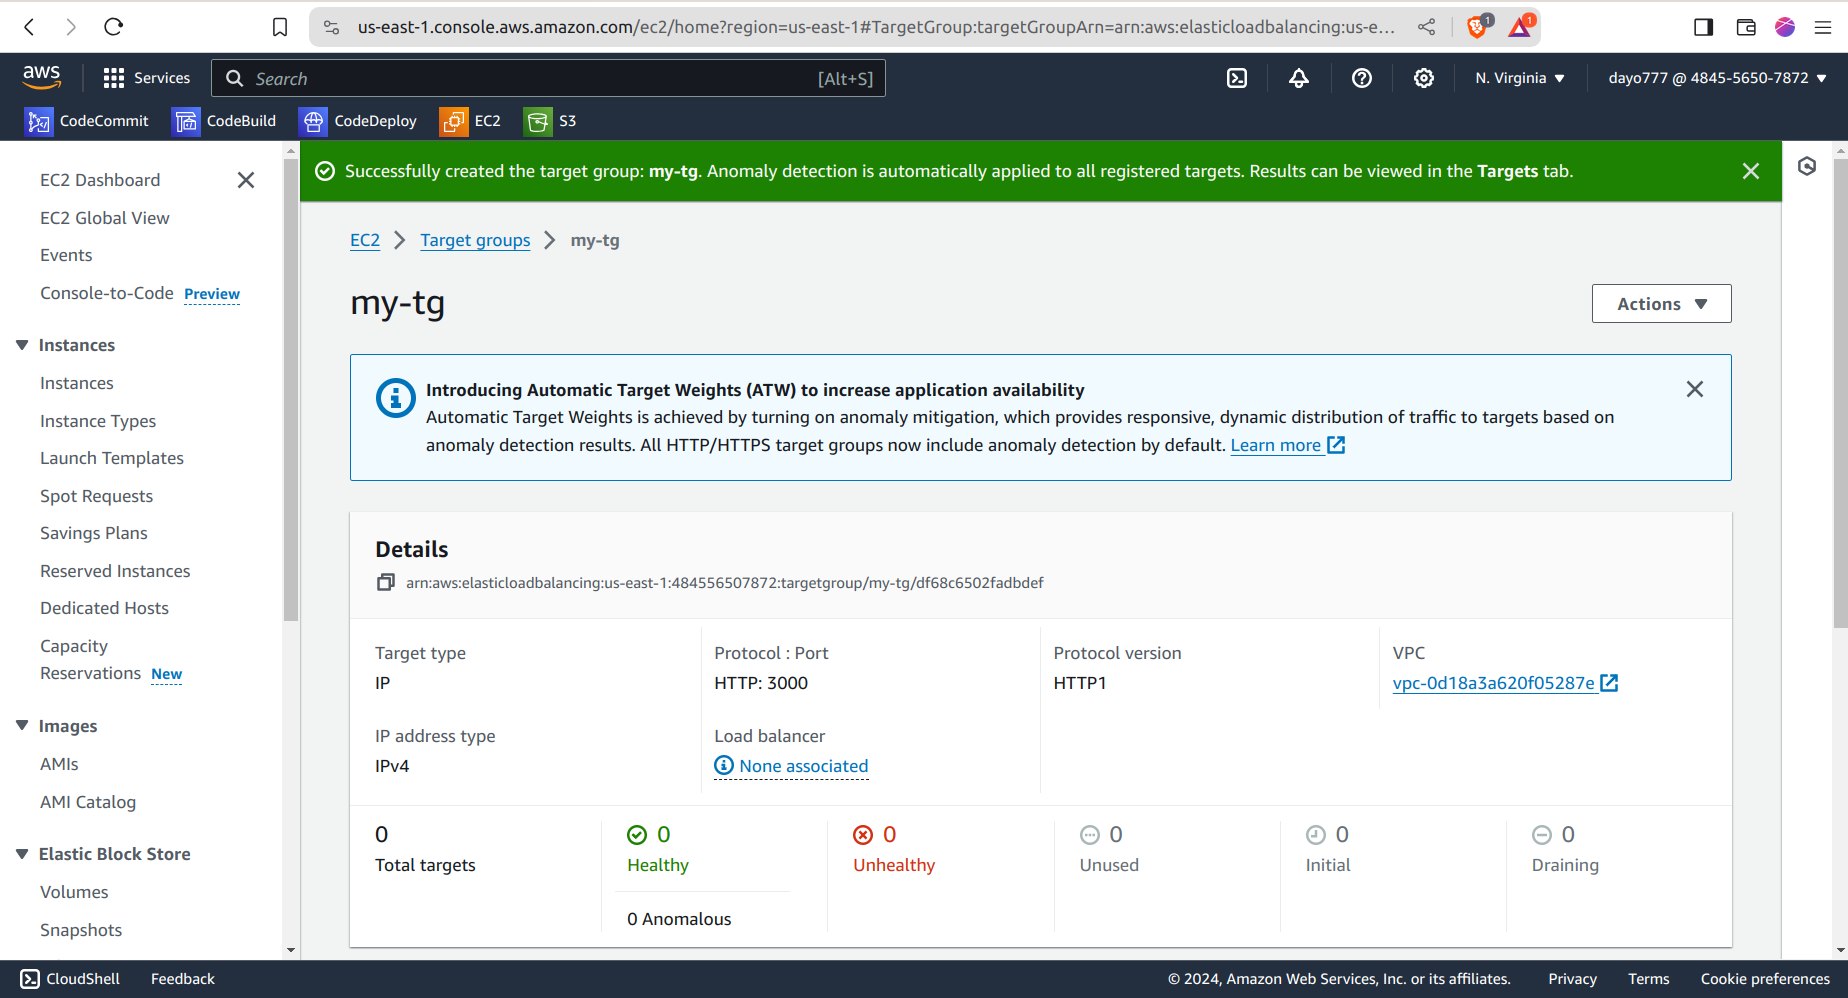 us-east-1.console.aws.amazon.com/ec2/home?region=us-east-1#TargetGroup:targetGroupArn=arn:aws:elasticloadbalancing:us-e...
1
1
aws
Services
Search
[Alt+S]
N. Virginia
dayo777 @ 4845-5650-7872
CodeCommit
CodeBuild
CodeDeploy
EC2
S3
EC2 Dashboard
EC2 Global View
Events
Console-to-Code Preview
Instances
Instances
Instance Types
Launch Templates
Spot Requests
Savings Plans
Reserved Instances
Dedicated Hosts
Capacity
Reservations New
Images
AMIs
AMI Catalog
Elastic Block Store
Volumes
Snapshots
Successfully created the target group: my-tg. Anomaly detection is automatically applied to all registered targets. Results can be viewed in the Targets tab.
EC2
Target groups
my-tg
my-tg
Actions
Introducing Automatic Target Weights (ATW) to increase application availability
Automatic Target Weights is achieved by turning on anomaly mitigation, which provides responsive, dynamic distribution of traffic to targets based on
anomaly detection results. All HTTP/HTTPS target groups now include anomaly detection by default. Learn more
Details
arn:aws:elasticloadbalancing:us-east-1:484556507872:targetgroup/my-tg/df68c6502fadbdef
Target type
IP
Protocol : Port
HTTP: 3000
Protocol version
HTTP1
VPC
vpc-0d18a3a620f05287e
IP address type
IPv4
Load balancer
None associated
0
Total targets
0
Healthy
0 Anomalous
0
Unhealthy
0
Unused
0
Initial
0
Draining
CloudShell
Feedback
© 2024, Amazon Web Services, Inc. or its affiliates.
Privacy
Terms
Cookie preferences